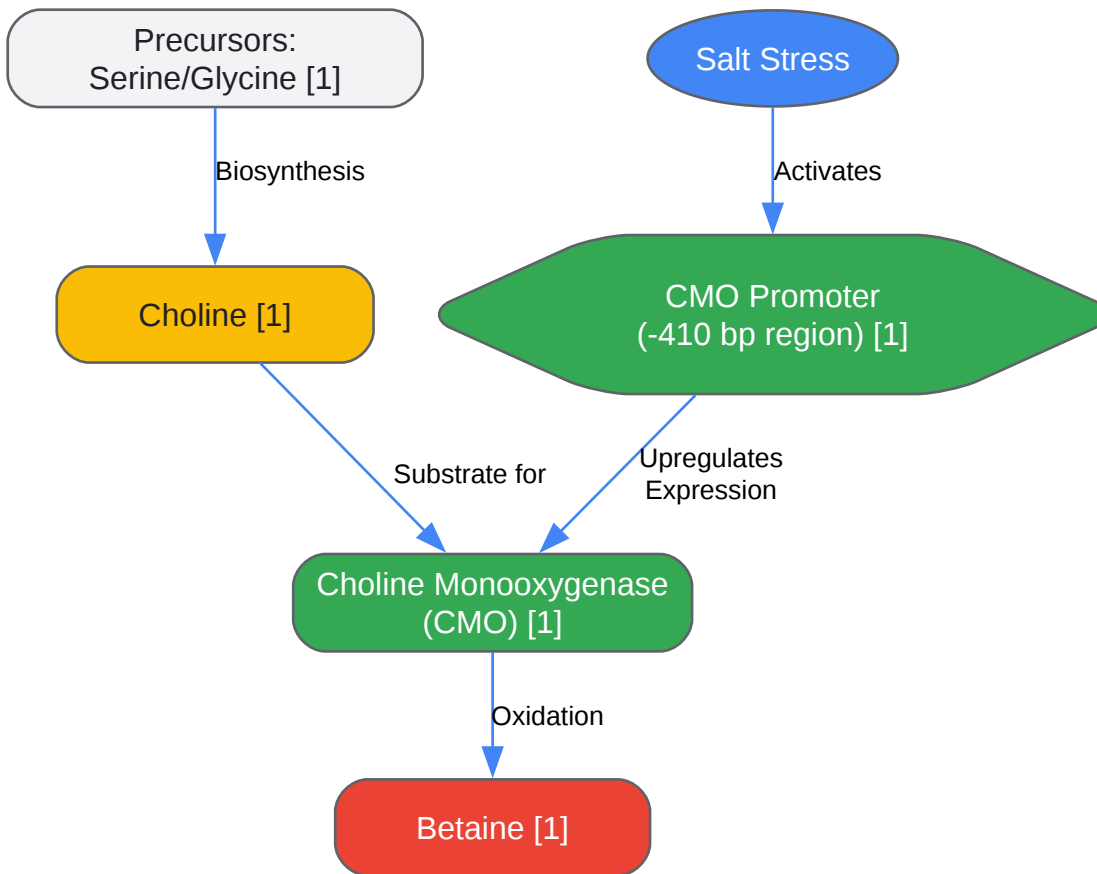 Precursors:
Serine/Glycine [1]
Salt Stress
Biosynthesis
Activates
Choline [1]
CMO Promoter
(-410 bp region) [1]
Substrate for
Upregulates
Expression
Choline Monooxygenase
(CMO) [1]
Oxidation
Betaine [1]